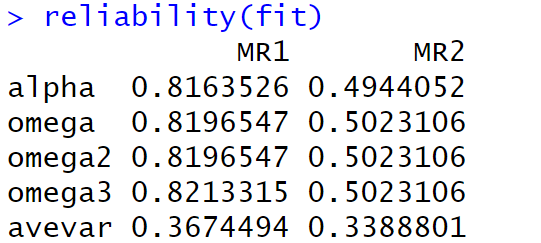 > reliability(fit)
MR1 MR2
alpha 0.8163526 0.4944052
omega 0.8196547 0.5023106
omega2 0.8196547 0.5023106
omega3 0.8213315 0.5023106
avevar 0.3674494 0.3388801